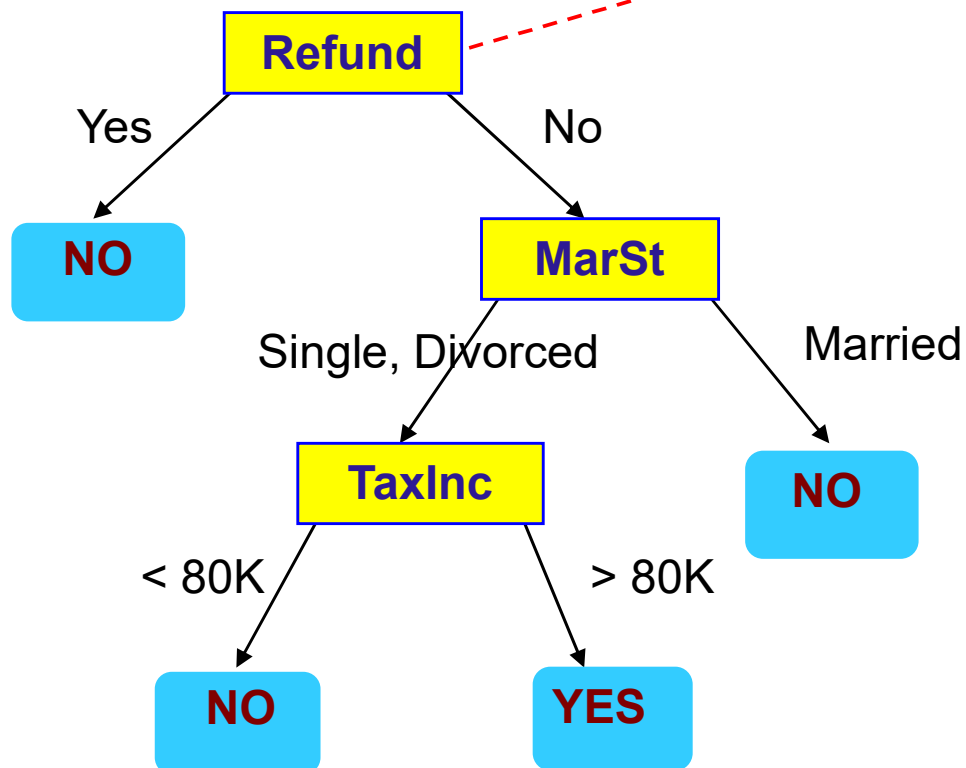 Refund
Yes
No
NO
MarSt
Single, Divorced
Married
TaxInc
NO
< 80K
> 80K
NO
YES